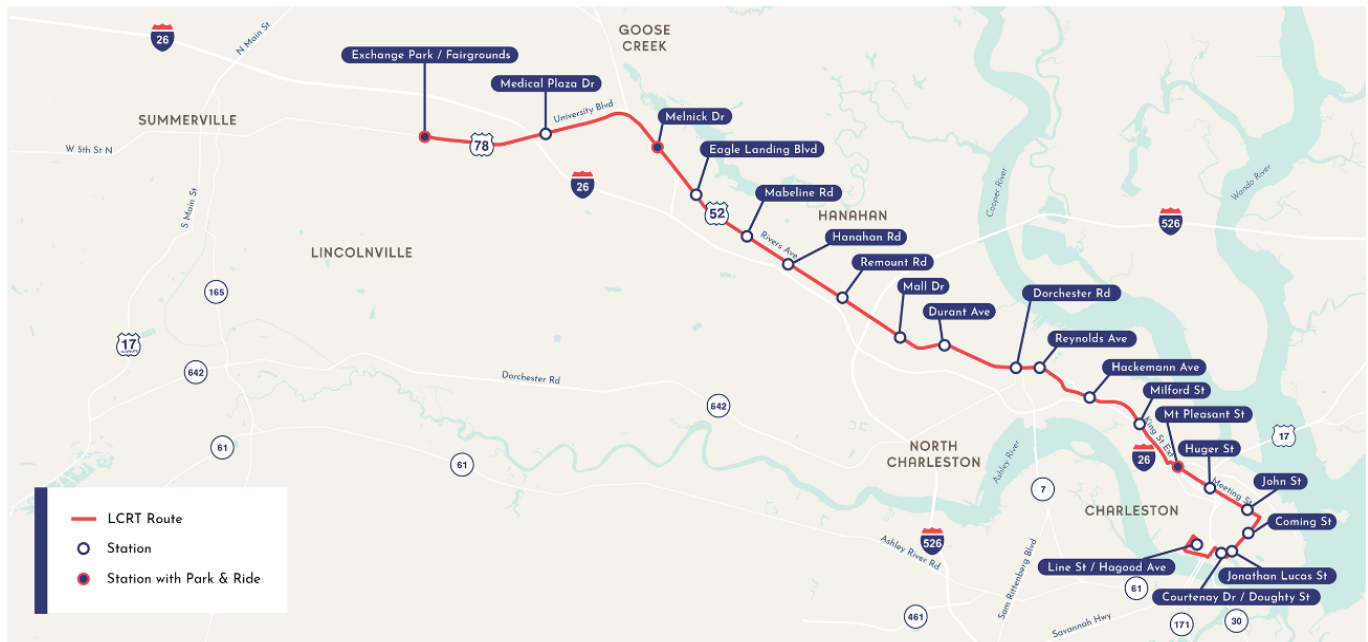 GOOSE
CREEK
26
N Main St
Exchange Park / Fairgrounds
Medical Plaza Dr
University Blvd
SUMMERVILLE
W 5th St N
78
Melnick Dr
Eagle Landing Blvd
26
Mabeline Rd
52
HANAHAN
Cooper River
Wando River
526
S Main St
LINCOLNVILLE
Rivers Ave
Hanahan Rd
Remount Rd
165
Mall Dr
Dorchester Rd
Durant Ave
17
Reynolds Ave
642
Dorchester Rd
Hackemann Ave
642
Milford St
Mt Pleasant St
King St Ext
17
61
61
NORTH
CHARLESTON
Ashley River
26
Huger St
7
Meeting St
John St
CHARLESTON
Coming St
LCRT Route
Station
Station with Park & Ride
526
Ashley River Rd
Sam Rittenberg Blvd
Line St / Hagood Ave
Jonathan Lucas St
61
Courtenay Dr / Doughty St
461
Savannah Hwy
171
30